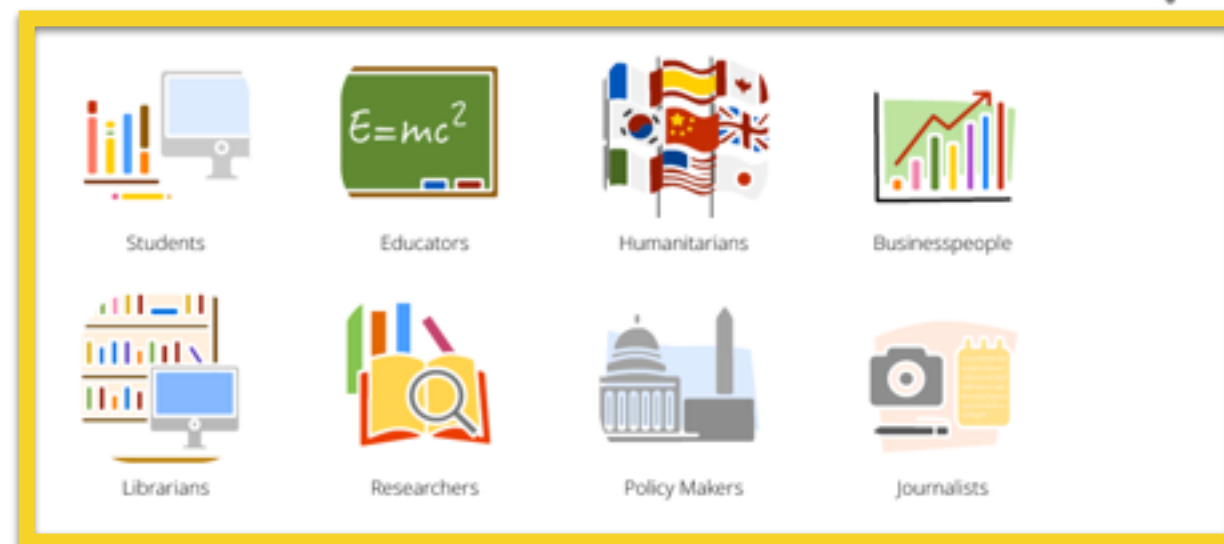 E=mc²
Students
Educators
Humanitarians
Businesspeople
Librarians
Researchers
Policy Makers
Journalists